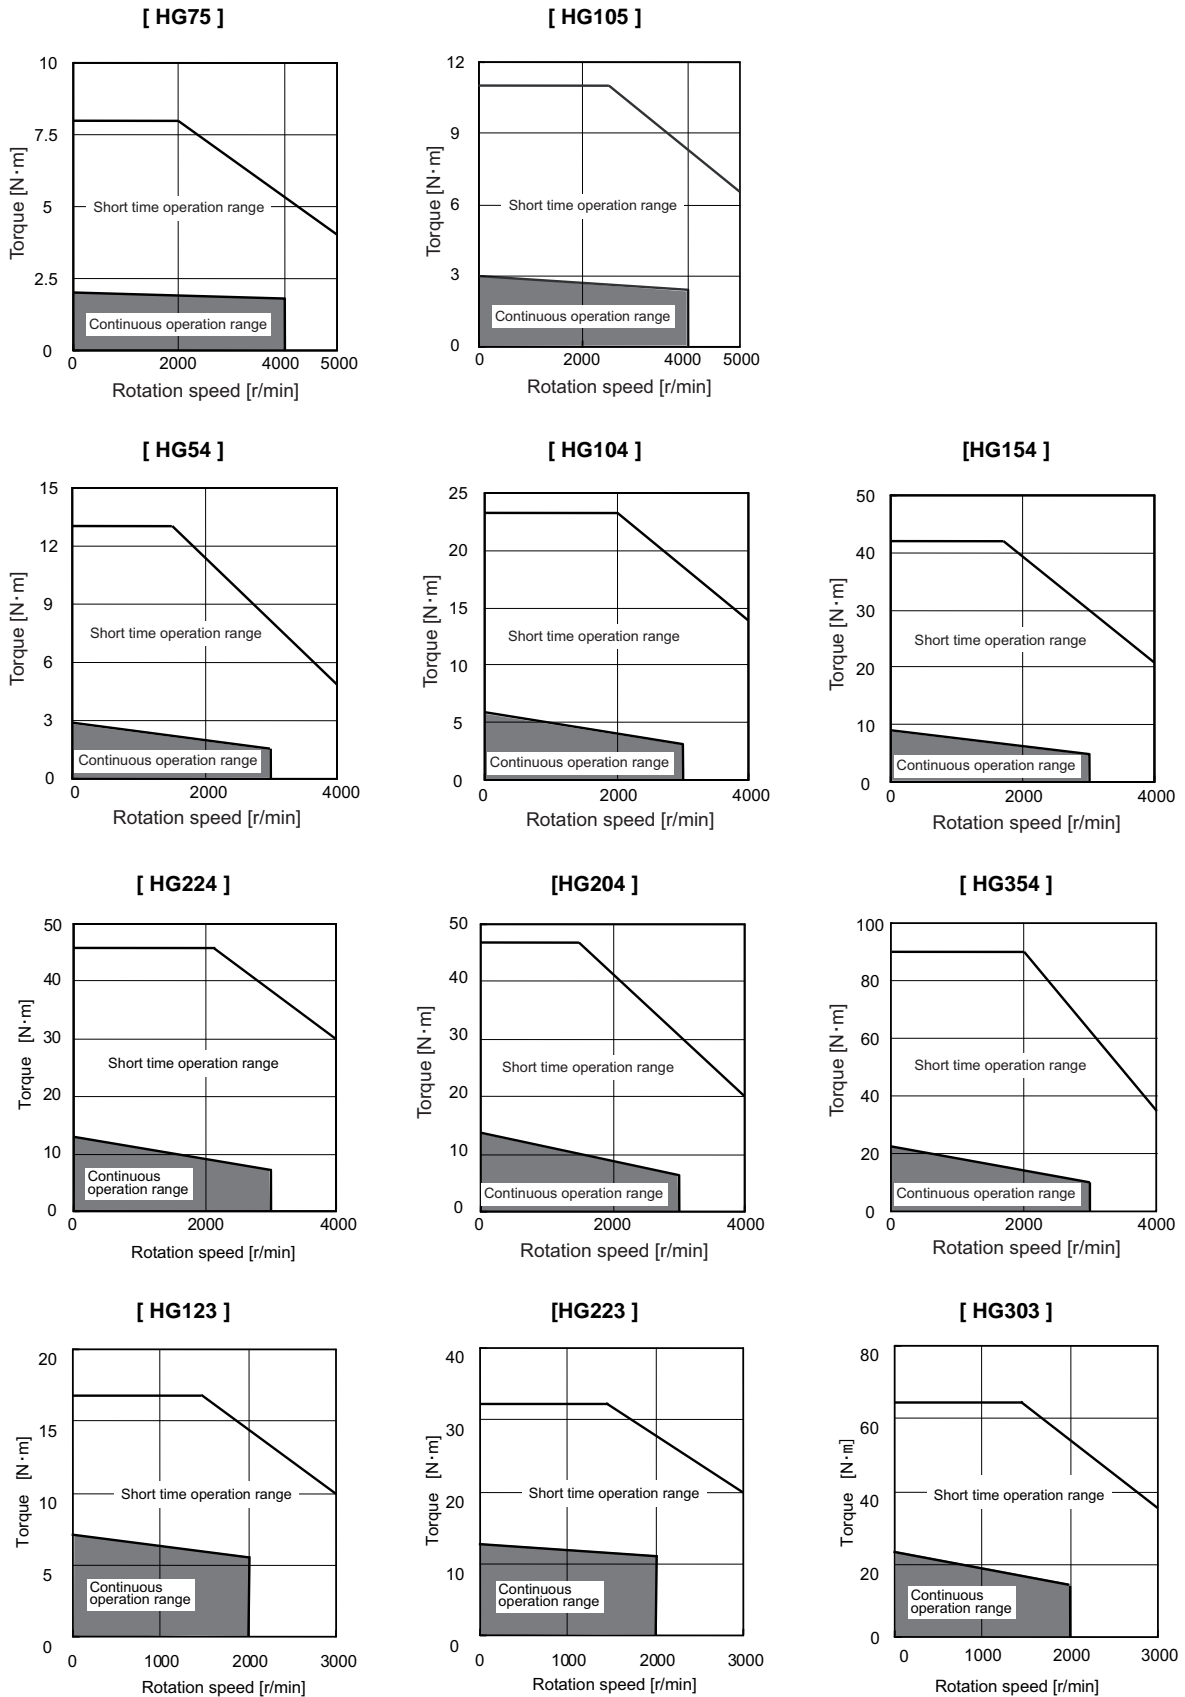 [ HG75 ]
10
7.5
5
2.5
0
Torque [N·m]
Short time operation range
Continuous operation range
0 2000 4000 5000
Rotation speed [r/min]
[ HG105 ]
12
9
6
3
0
Torque [N·m]
Short time operation range
Continuous operation range
0 2000 4000 5000
Rotation speed [r/min]
[ HG54 ]
15
12
9
6
3
0
Torque [N·m]
Short time operation range
Continuous operation range
0 2000 4000
Rotation speed [r/min]
[ HG104 ]
25
20
15
10
5
0
Torque [N·m]
Short time operation range
Continuous operation range
0 2000 4000
Rotation speed [r/min]
[HG154 ]
50
40
30
20
10
0
Torque [N·m]
Short time operation range
Continuous operation range
0 2000 4000
Rotation speed [r/min]
[ HG224 ]
50
40
30
20
10
0
Torque [N·m]
Short time operation range
Continuous
operation range
0 2000 4000
Rotation speed [r/min]
[HG204 ]
50
40
30
20
10
0
Torque [N·m]
Short time operation range
Continuous operation range
0 2000 4000
Rotation speed [r/min]
[ HG354 ]
100
80
60
40
20
0
Torque [N·m]
Short time operation range
Continuous operation range
0 2000 4000
Rotation speed [r/min]
[ HG123 ]
20
15
10
5
0
Torque [N·m]
Short time operation range
Continuous
operation range
0 1000 2000 3000
Rotation speed [r/min]
[HG223 ]
40
30
20
10
0
Torque [N·m]
Short time operation range
Continuous
operation range
0 1000 2000 3000
Rotation speed [r/min]
[ HG303 ]
80
60
40
20
0
Torque [N·m]
Short time operation range
Continuous
operation range
0 1000 2000 3000
Rotation speed [r/min]